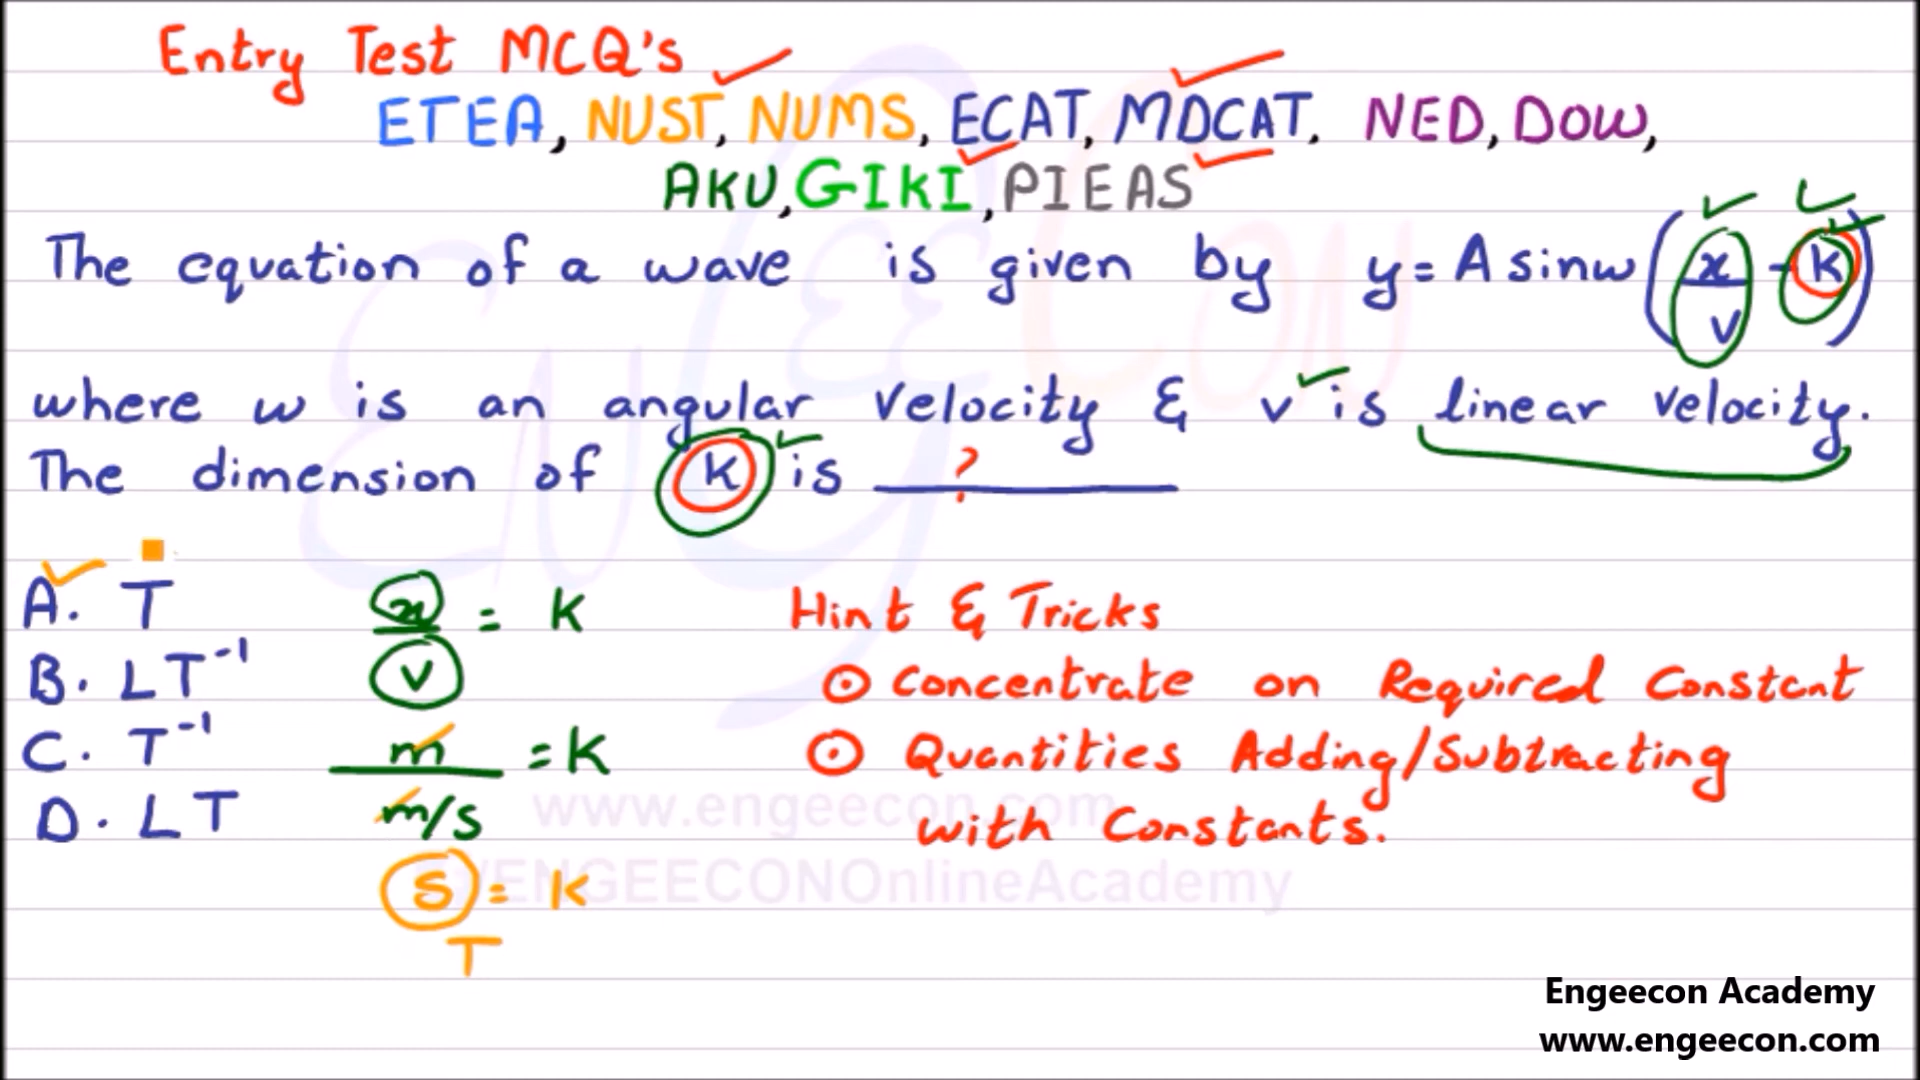 Entry Test MCQ's
ETEA, NUST, NUMS, ECAT, MDCAT, NED, DOW,
AKU, GIKI, PIEAS
The equation of a wave is given by y = A sinw (x/v - k)
where w is an angular velocity & v is linear velocity.
The dimension of k is ______ ?
A. T
B. LT⁻¹
C. T⁻¹
D. LT
x/v = K
m/(m/s) = K
S = K
T
Hint & Tricks
⊙ Concentrate on Required Constant
⊙ Quantities Adding/Subtracting
with Constants.
ENGEECON
www.engeecon.com
/ENGEECONOnlineAcademy
Engeecon Academy
www.engeecon.com